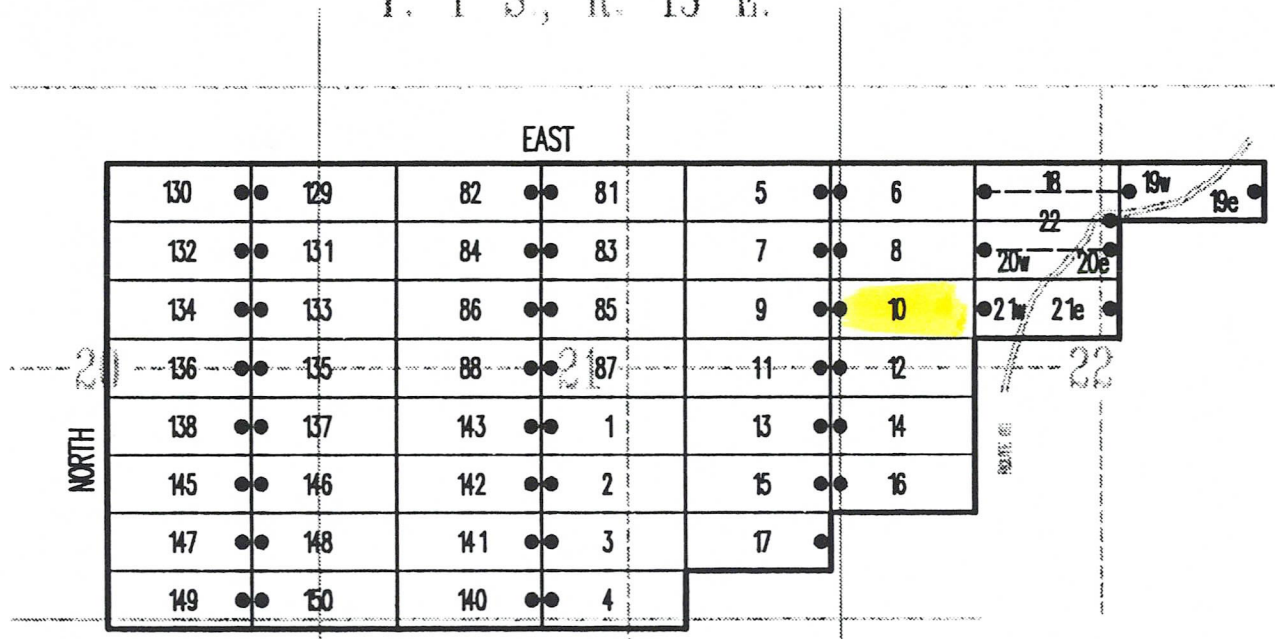 T. 1 S., R. 15 E.
EAST
130 129 82 81 5 6 18 19w 19e
22
132 131 84 83 7 8 20w 20e
134 133 86 85 9 10 21w 21e
20 136 135 88 21 87 11 12 22
138 137 143 1 13 14
NORTH
145 146 142 2 15 16
147 148 141 3 17
149 150 140 4